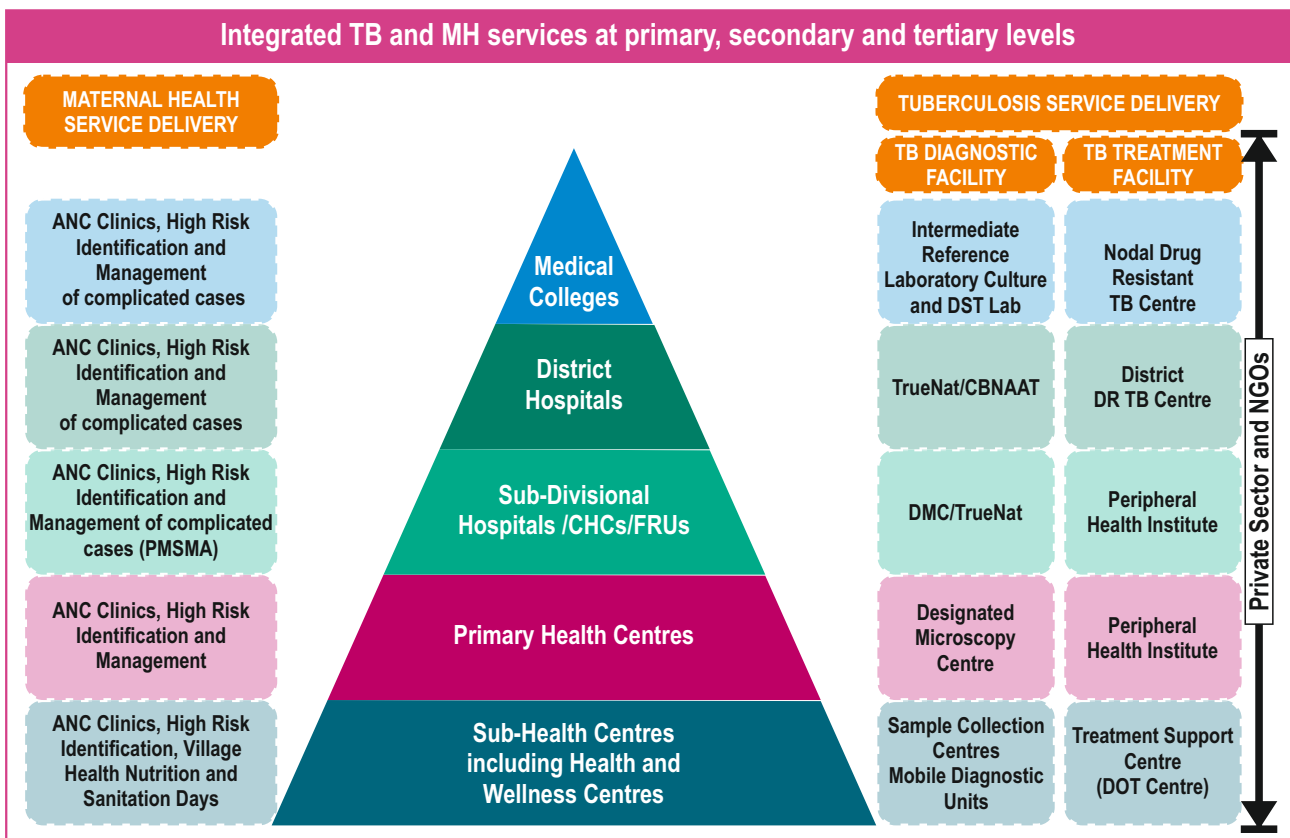 Integrated TB and MH services at primary, secondary and tertiary levels
MATERNAL HEALTH
SERVICE DELIVERY
TUBERCULOSIS SERVICE DELIVERY
TB DIAGNOSTIC
FACILITY
TB TREATMENT
FACILITY
ANC Clinics, High Risk
Identification and
Management
of complicated cases
Medical
Colleges
Intermediate
Reference
Laboratory Culture
and DST Lab
Nodal Drug
Resistant
TB Centre
ANC Clinics, High Risk
Identification and
Management
of complicated cases
District
Hospitals
TrueNat/CBNAAT
District
DR TB Centre
ANC Clinics, High Risk
Identification and
Management of complicated
cases (PMSMA)
Sub-Divisional
Hospitals /CHCs/FRUs
DMC/TrueNat
Peripheral
Health Institute
ANC Clinics, High Risk
Identification and
Management
Primary Health Centres
Designated
Microscopy
Centre
Peripheral
Health Institute
ANC Clinics, High Risk
Identification, Village
Health Nutrition and
Sanitation Days
Sub-Health Centres
including Health and
Wellness Centres
Sample Collection
Centres
Mobile Diagnostic
Units
Treatment Support
Centre
(DOT Centre)
Private Sector and NGOs